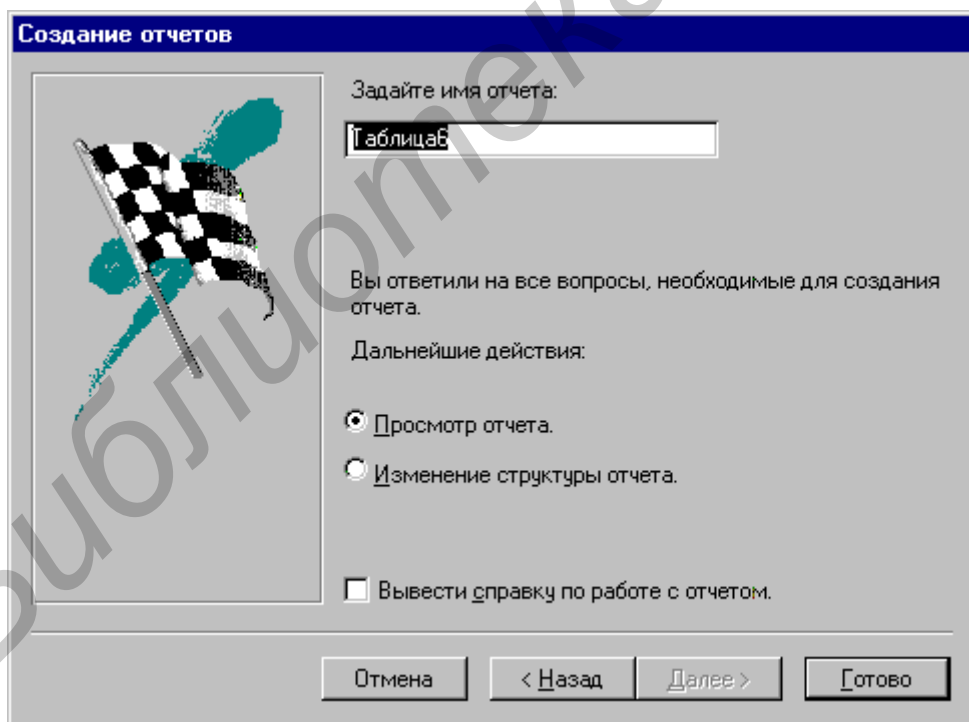 Создание отчетов
Задайте имя отчета:
Таблица6
Вы ответили на все вопросы, необходимые для создания
отчета.
Дальнейшие действия:
Просмотр отчета.
Изменение структуры отчета.
Вывести справку по работе с отчетом.
Отмена
< Назад
Далее >
Готово